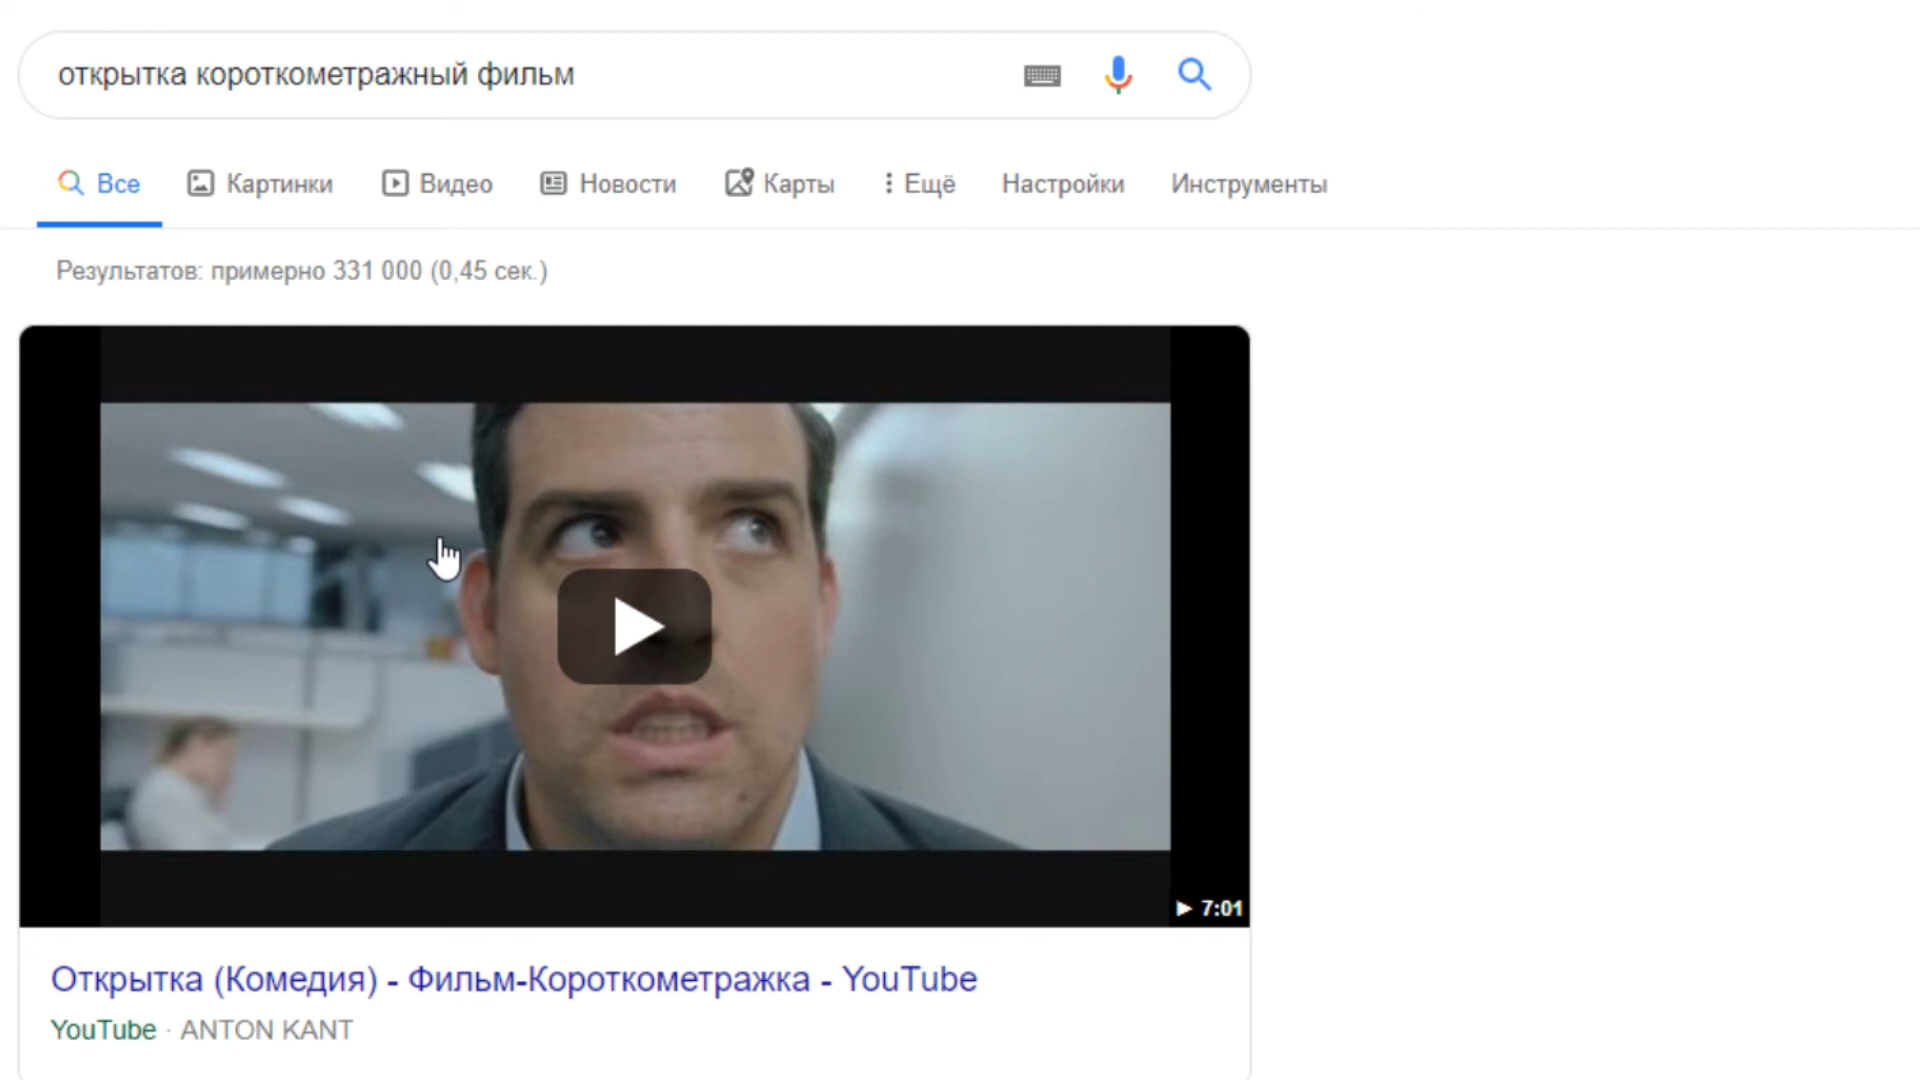 открытка короткометражный фильм
Все Картинки Видео Новости Карты Ещё Настройки Инструменты
Результатов: примерно 331 000 (0,45 сек.)
7:01
Открытка (Комедия) - Фильм-Короткометражка - YouTube
YouTube · ANTON KANT